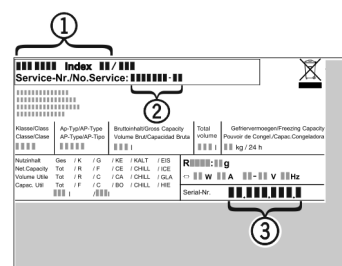 1
Index /
Service-Nr./No.Service: -
2
Klasse/Class Ap-Typ/AP-Type Bruttoinhalt/Gross Capacity Total Gefriervermoegen/Freezing Capacity
Classe/Clase AP-Type/AP-Tipo Volume Brut/Capacidad Bruta volume Pouvoir de Congel./Capac.Congeladora
I I kg / 24 h
Nutzinhalt Ges / K / G / KE / KALT / EIS
Net.Capacity Tot / R / F / CE / CHILL / ICE
Volume Utile Tot / R / C / CA / CHILL / GLA
Capac. Util Tot / F / C / BO / CHILL / HIE
I / I
R : g
W A - V Hz
Serial-Nr. . . .
3